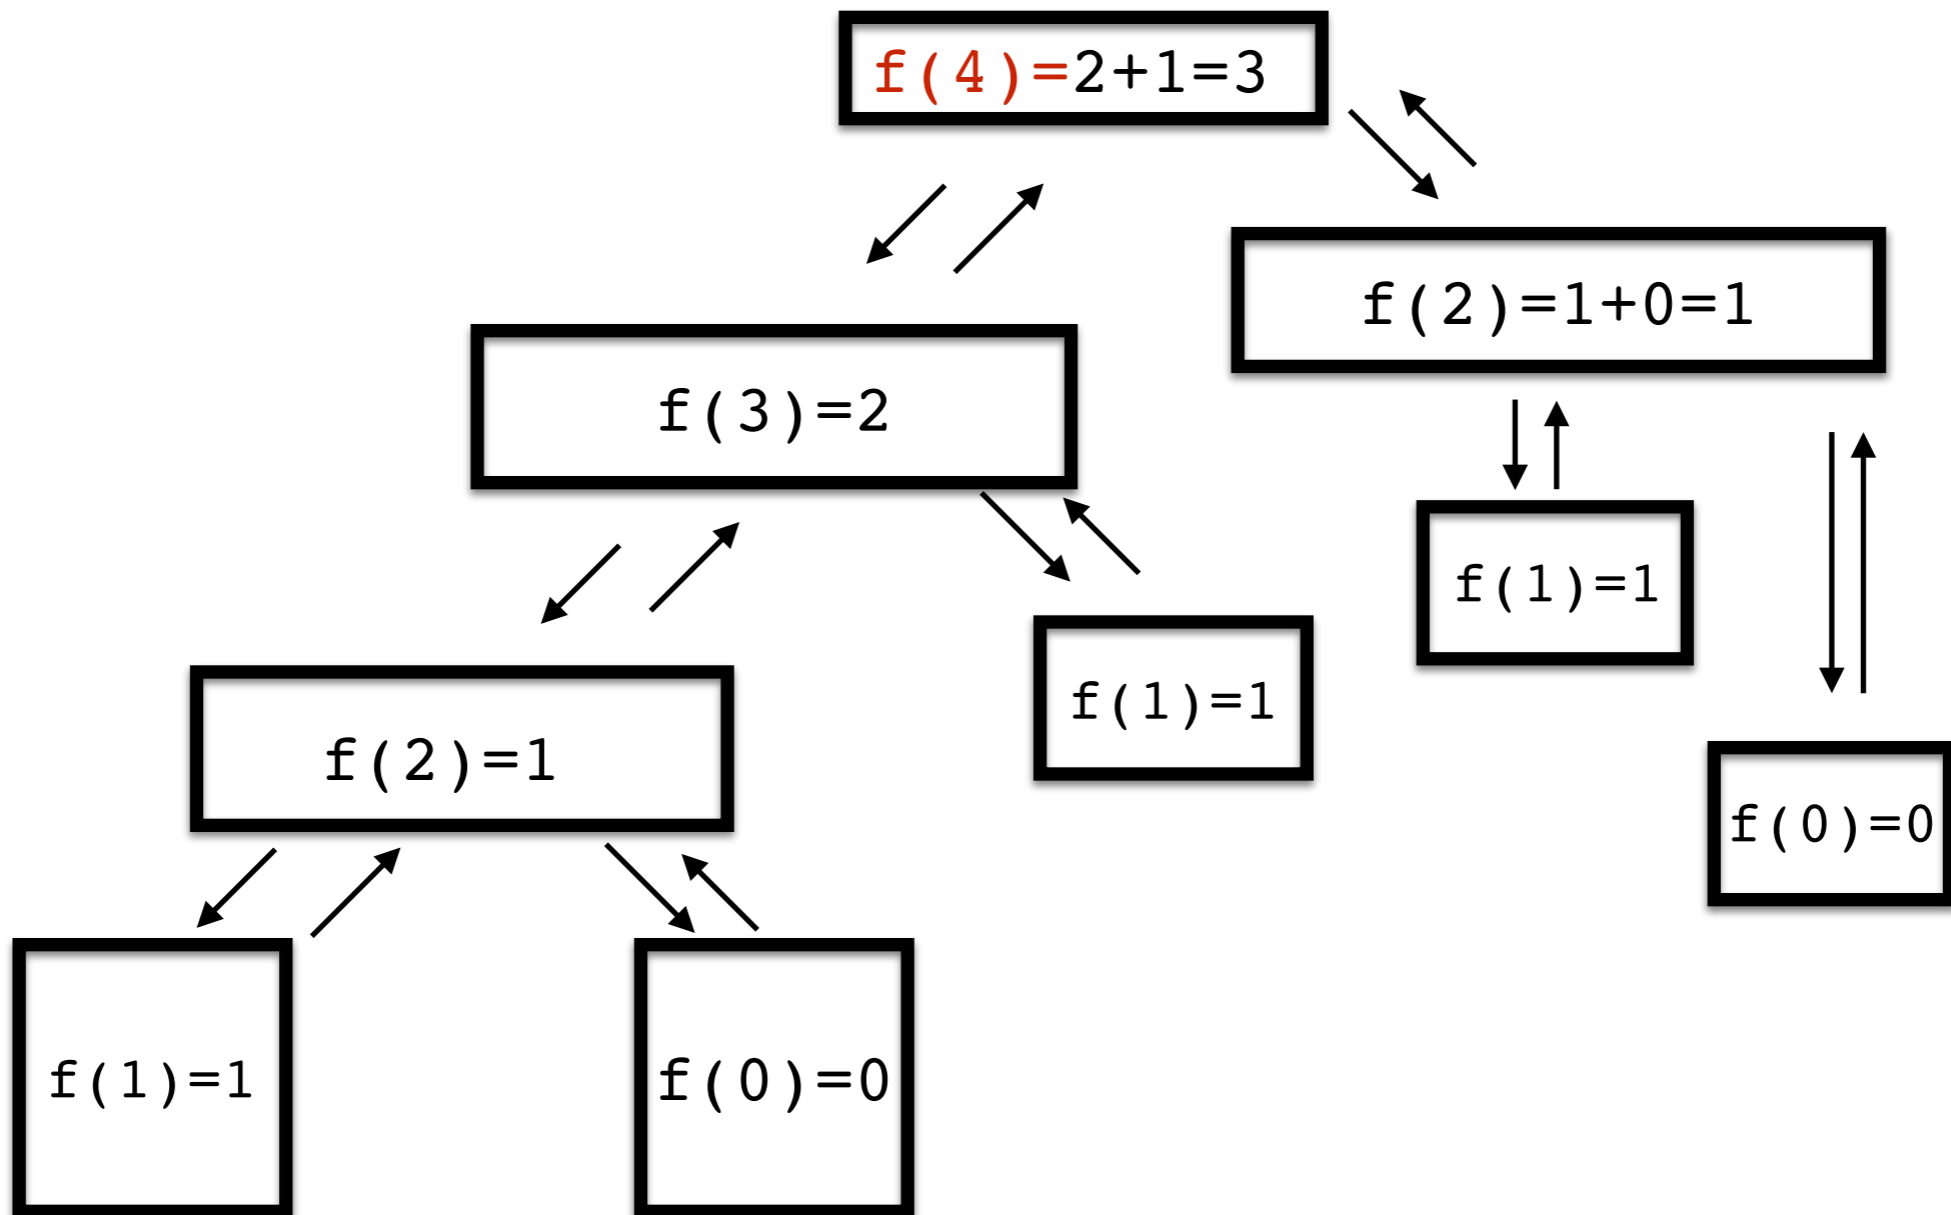 f(4)=2+1=3
f(2)=1+0=1
f(3)=2
f(1)=1
f(1)=1
f(2)=1
f(0)=0
f(1)=1
f(0)=0